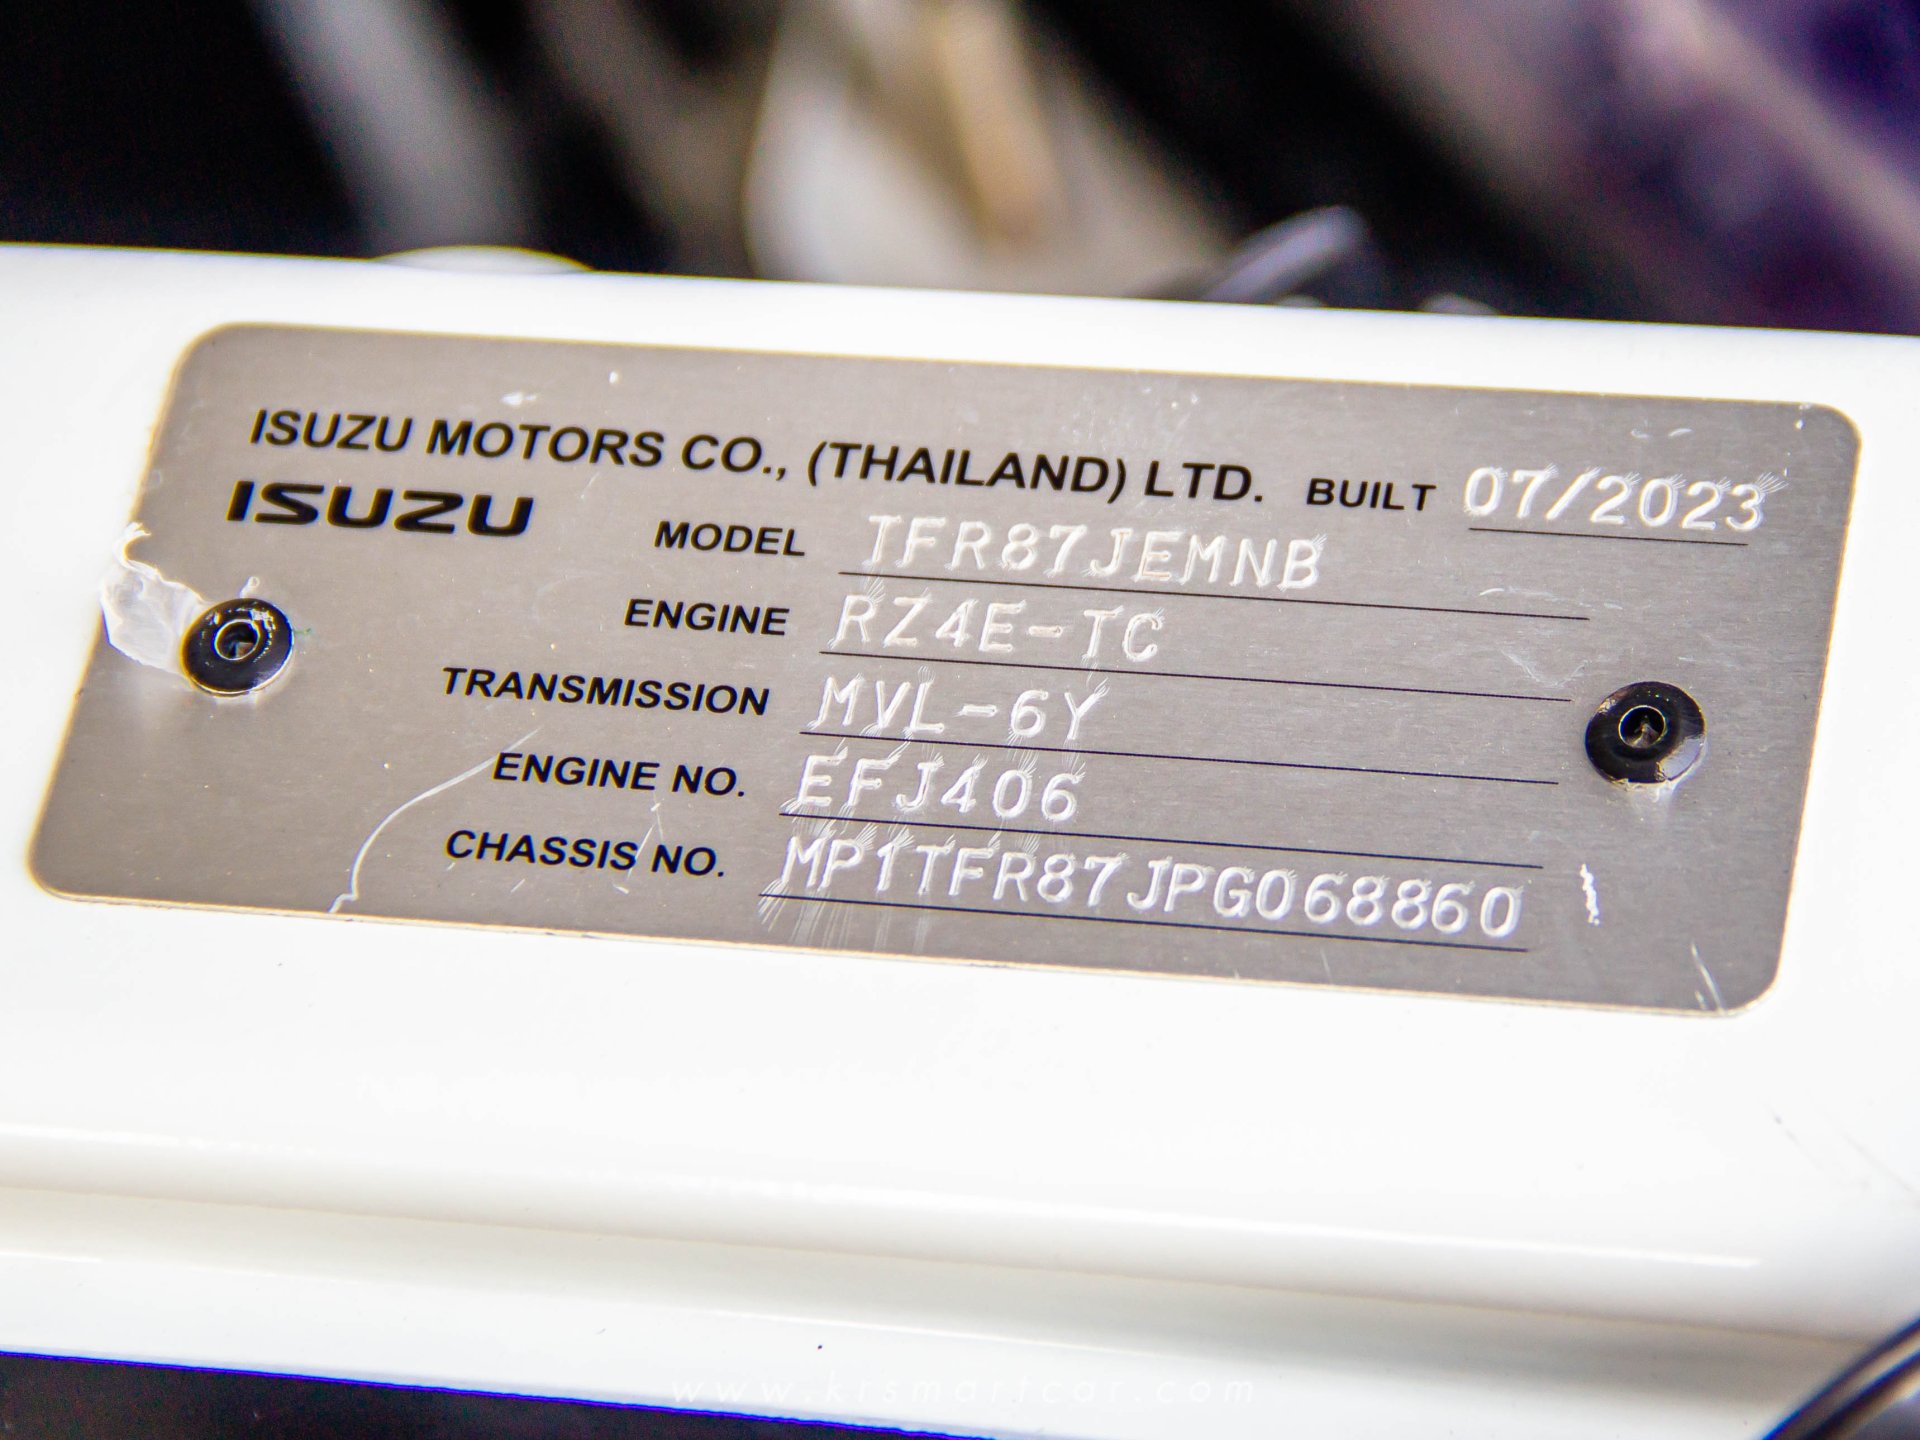 ISUZU MOTORS CO., (THAILAND) LTD. BUILT 07/2023
ISUZU
MODEL TFR87JEMNB
ENGINE RZ4E-TC
TRANSMISSION MVL-6Y
ENGINE NO. EFJ406
CHASSIS NO. MP1TFR87JPG068860
www.krsmartcar.com